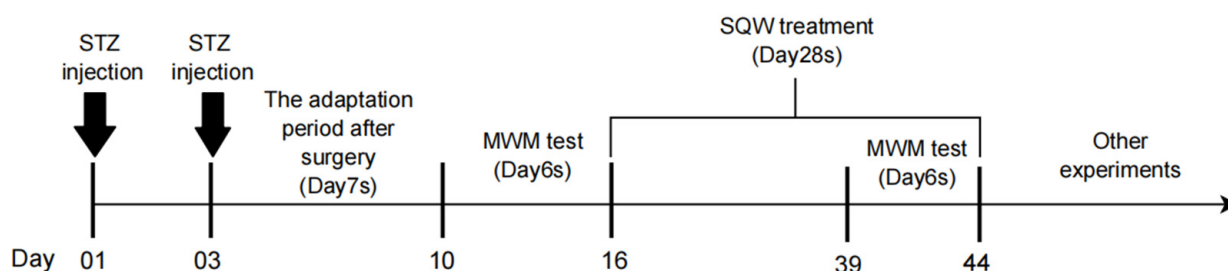 STZ
injection
STZ
injection
The adaptation
period after
surgery
(Day7s)
MWM test
(Day6s)
SQW treatment
(Day28s)
MWM test
(Day6s)
Other
experiments
Day 01 03 10 16 39 44